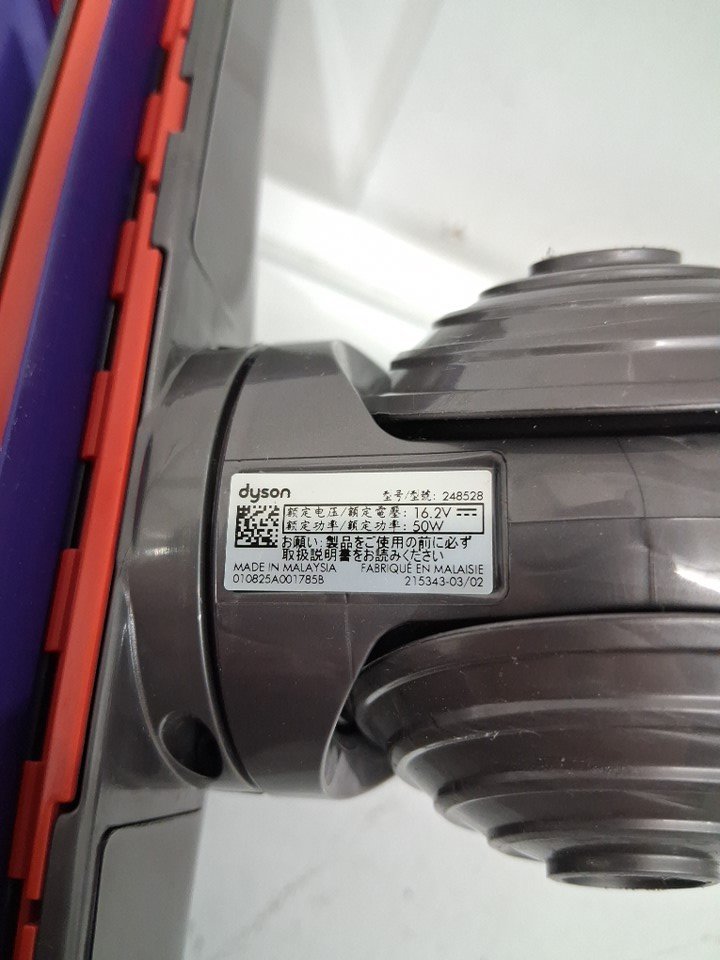 dyson
型号/型號: 248528
额定电压/額定電壓: 16.2V
额定功率/額定功率: 50W
お願い: 製品をご使用の前に必ず
取扱説明書をお読みください
MADE IN MALAYSIA FABRIQUÉ EN MALAISIE
010825A001785B 215343-03/02